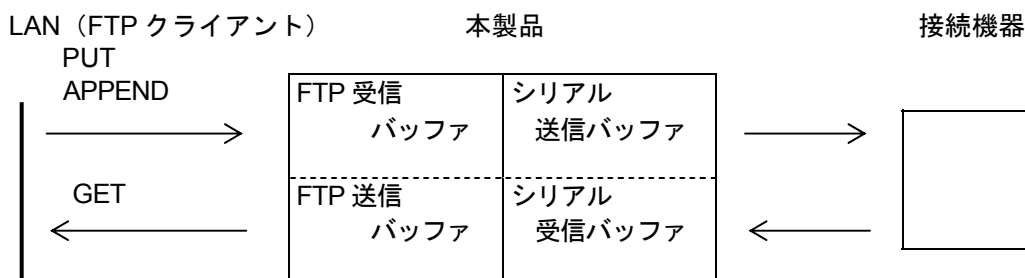 LAN（FTP クライアント） 本製品 接続機器
PUT
APPEND
FTP 受信 シリアル
バッファ 送信バッファ
GET
FTP 送信 シリアル
バッファ 受信バッファ